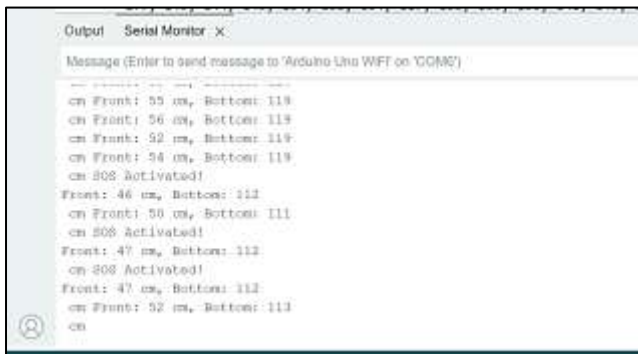 Output Serial Monitor ×
Message (Enter to send message to 'Arduino Uno WiFi' on 'COM6')
cm Front: 55 cm, Bottom: 119
cm Front: 56 cm, Bottom: 119
cm Front: 52 cm, Bottom: 119
cm Front: 54 cm, Bottom: 119
cm SOS Activated!
Front: 46 cm, Bottom: 112
cm Front: 50 cm, Bottom: 111
cm SOS Activated!
Front: 47 cm, Bottom: 112
cm SOS Activated!
Front: 47 cm, Bottom: 112
cm Front: 52 cm, Bottom: 113
cm